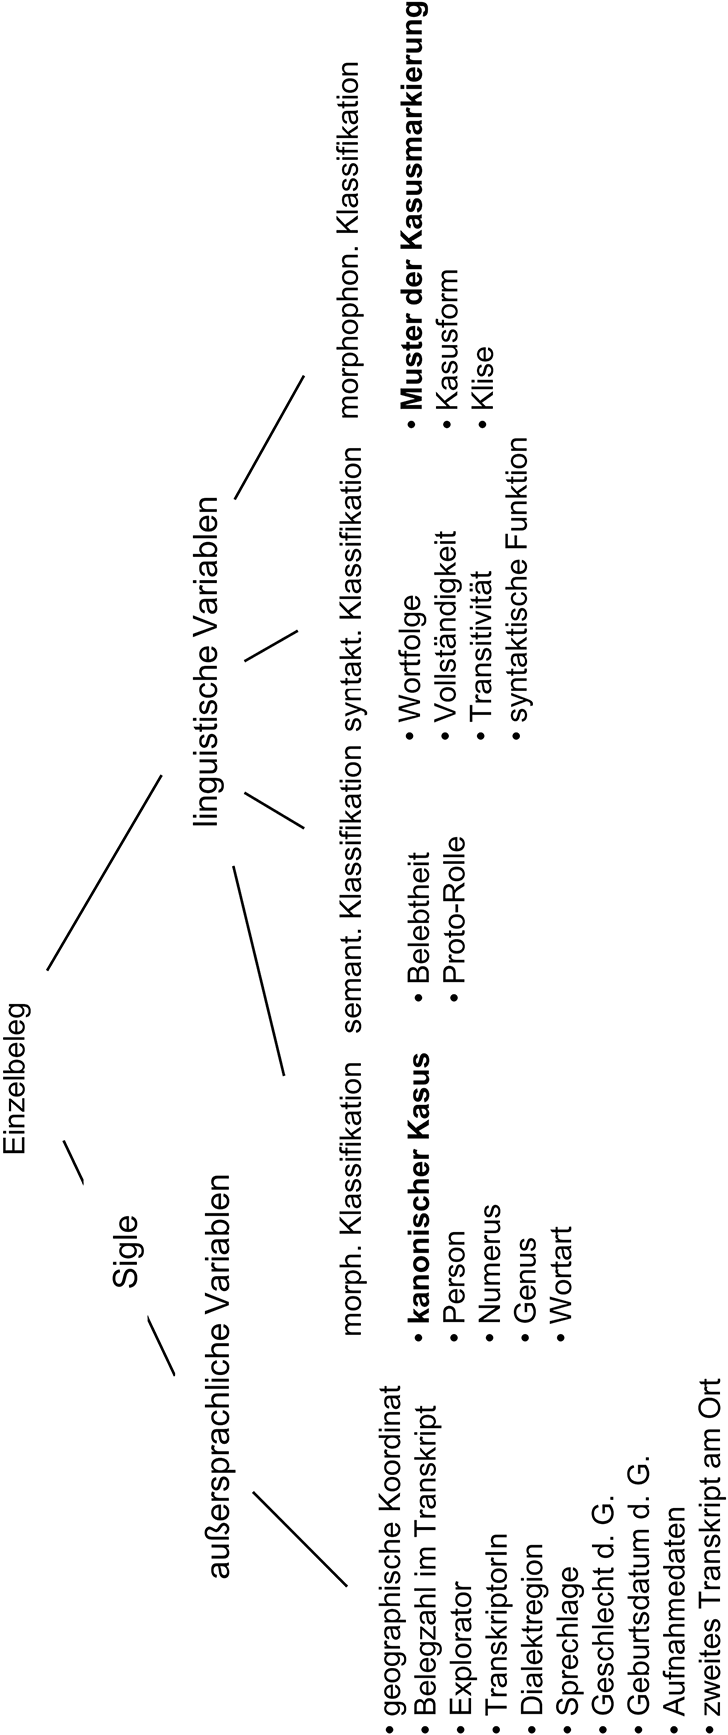 Einzelbeleg
Sigle
außersprachliche Variablen
linguistische Variablen
• geographische Koordinat
• Belegzahl im Transkript
• Explorator
• TranskriptorIn
• Dialektregion
• Sprechlage
• Geschlecht d. G.
• Geburtsdatum d. G.
• Aufnahmedaten
• zweites Transkript am Ort
morph. Klassifikation
• kanonischer Kasus
• Person
• Numerus
• Genus
• Wortart
semant. Klassifikation
• Belebtheit
• Proto-Rolle
syntakt. Klassifikation
• Wortfolge
• Vollständigkeit
• Transitivität
• syntaktische Funktion
morphophon. Klassifikation
• Muster der Kasusmarkierung
• Kasusform
• Klise